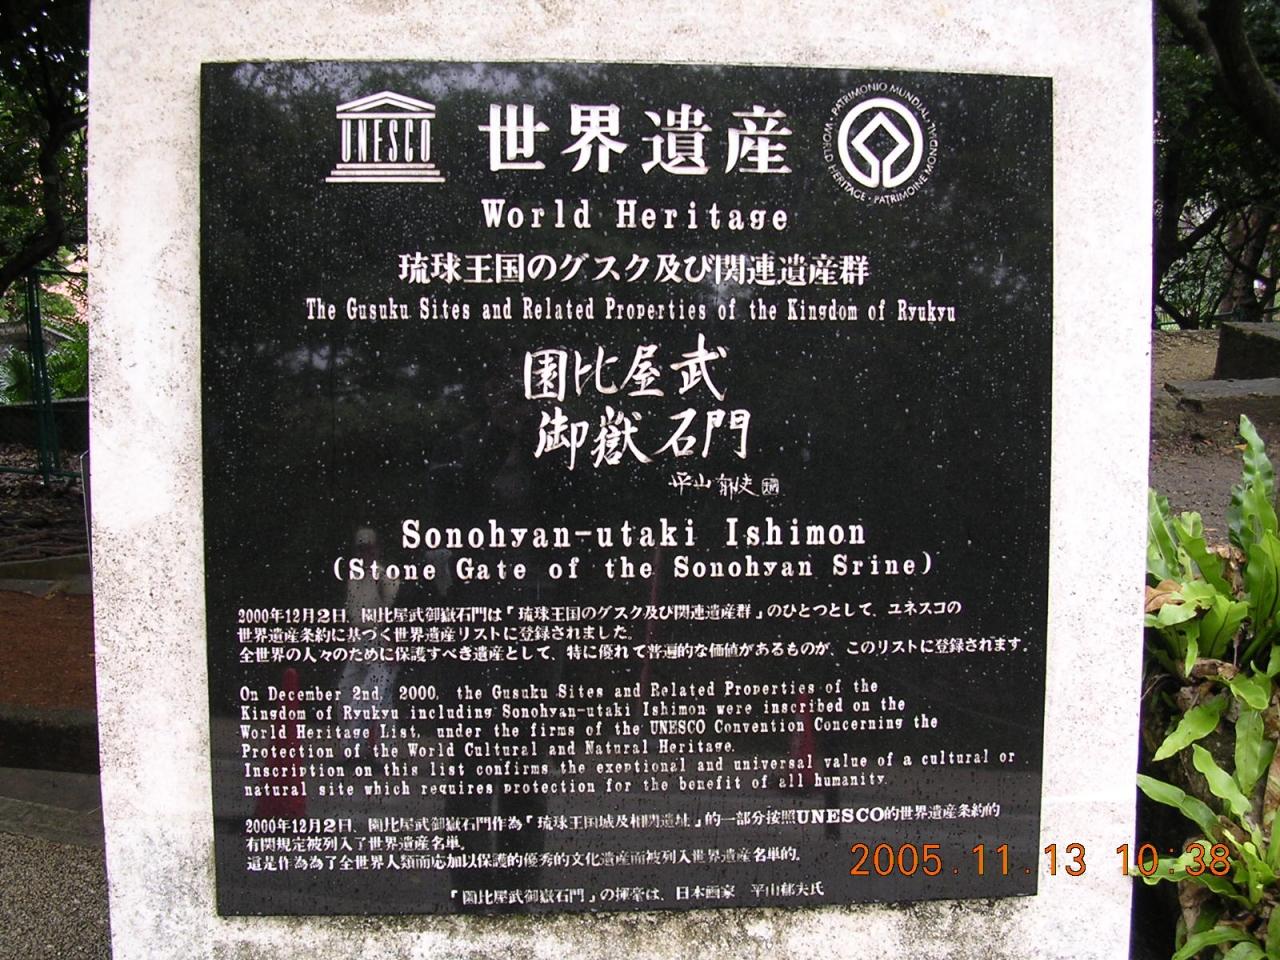 UNESCO
世界遺産
WORLD HERITAGE · PATRIMOINE MONDIAL · PATRIMONIO MUNDIAL
World Heritage
琉球王国のグスク及び関連遺産群
The Gusuku Sites and Related Properties of the Kingdom of Ryukyu
園比屋武
御嶽石門
平山郁夫
Sonohyan-utaki Ishimon
(Stone Gate of the Sonohyan Srine)
2000年12月2日、園比屋武御嶽石門は「琉球王国のグスク及び関連遺産群」のひとつとして、ユネスコの
世界遺産条約に基づく世界遺産リストに登録されました。
全世界の人々のために保護すべき遺産として、特に優れて普遍的な価値があるものが、このリストに登録されます。
On December 2nd, 2000, the Gusuku Sites and Related Properties of the
Kingdom of Ryukyu including Sonohyan-utaki Ishimon were inscribed on the
World Heritage List, under the firms of the UNESCO Convention Concerning the
Protection of the World Cultural and Natural Heritage.
Inscription on this list confirms the exeptional and universal value of a cultural or
natural site which requires protection for the benefit of all humanity.
2000年12月2日、園比屋武御嶽石門作為「琉球王国城及相関遺址」的一部分按照UNESCO的世界遺産条約的
有関規定被列入了世界遺産名単。
這是作為為了全世界人類而応加以保護的優秀的文化遺産而被列入世界遺産名単的。
「園比屋武御嶽石門」の揮毫は、日本画家 平山郁夫氏
2005.11.13 10:38